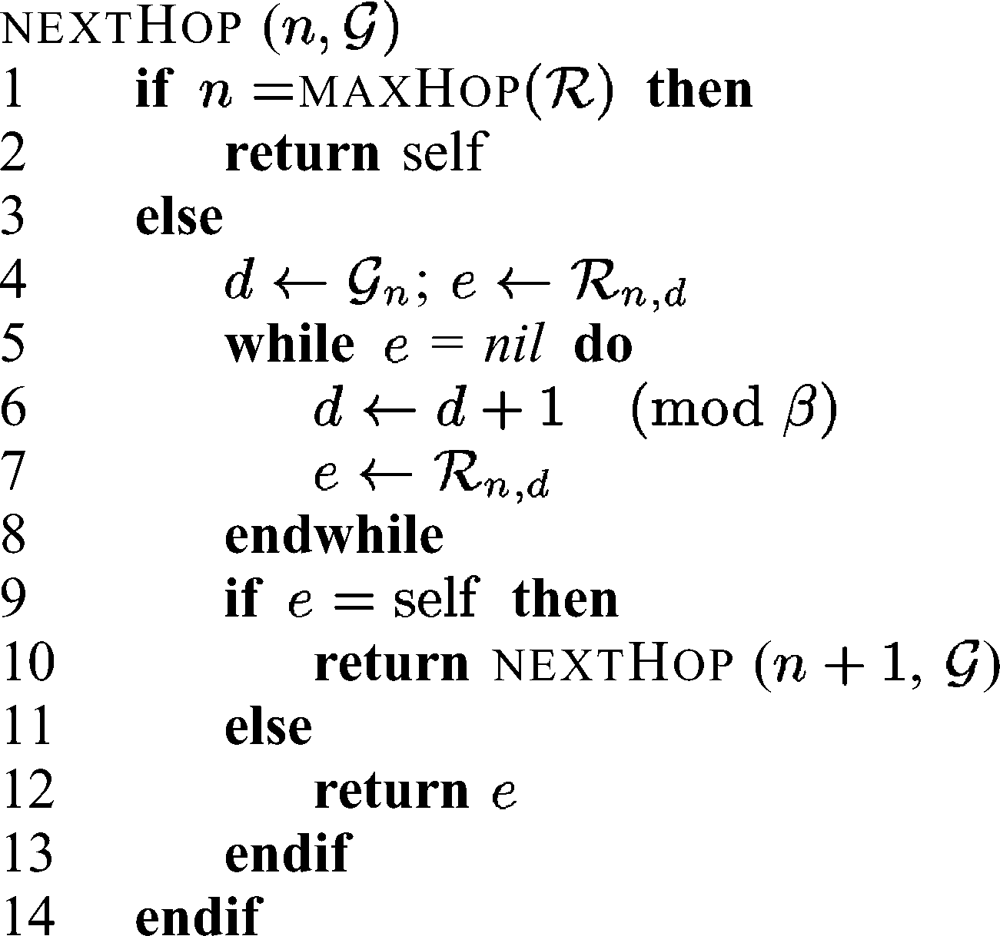 NEXTHOP (n, 𝒢)
1 if n =MAXHOP(ℛ) then
2 return self
3 else
4 d ← 𝒢ₙ; e ← ℛ_{n,d}
5 while e = nil do
6 d ← d + 1 (mod β)
7 e ← ℛ_{n,d}
8 endwhile
9 if e = self then
10 return NEXTHOP (n + 1, 𝒢)
11 else
12 return e
13 endif
14 endif